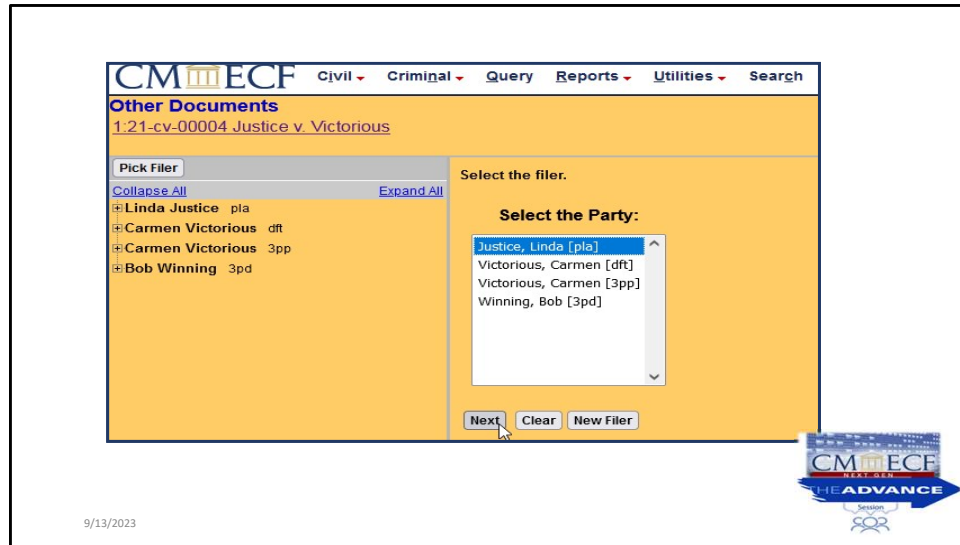 CM ECF Civil Criminal Query Reports Utilities Search
Other Documents
1:21-cv-00004 Justice v. Victorious
Pick Filer
Collapse All Expand All
Linda Justice pla
Carmen Victorious dft
Carmen Victorious 3pp
Bob Winning 3pd
Select the filer.
Select the Party:
Justice, Linda [pla]
Victorious, Carmen [dft]
Victorious, Carmen [3pp]
Winning, Bob [3pd]
Next Clear New Filer
CM ECF
NEXT GEN
THE ADVANCE
Session
9/13/2023